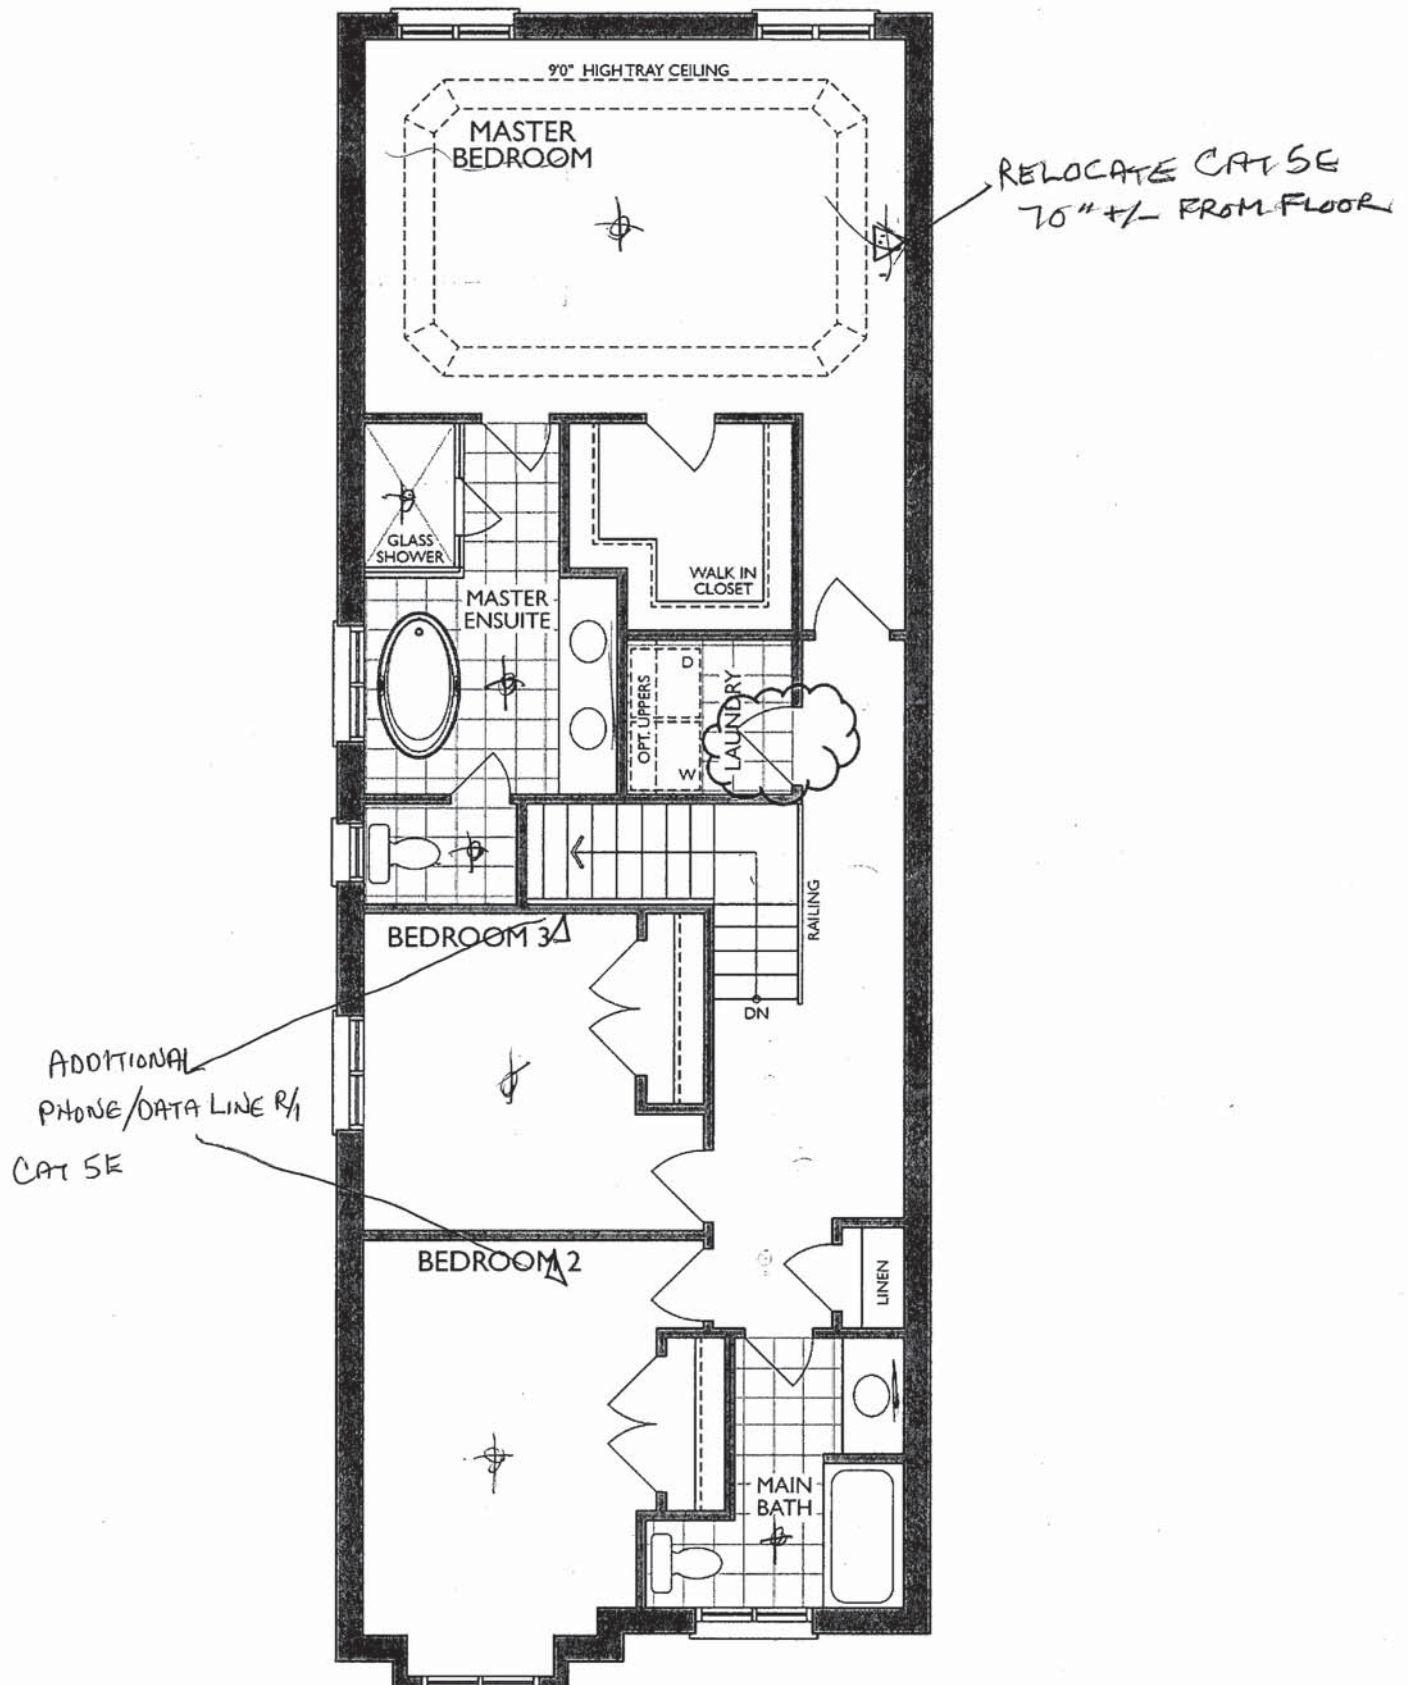 9'0" HIGH TRAY CEILING
MASTER
BEDROOM
RELOCATE CAT 5E
70" +/- FROM FLOOR
GLASS
SHOWER
WALK IN
CLOSET
MASTER
ENSUITE
OPT. UPPERS
D
W
LAUNDRY
RAILING
BEDROOM 3
DN
ADDITIONAL
PHONE/DATA LINE R/I
CAT 5E
BEDROOM 2
LINEN
MAIN
BATH